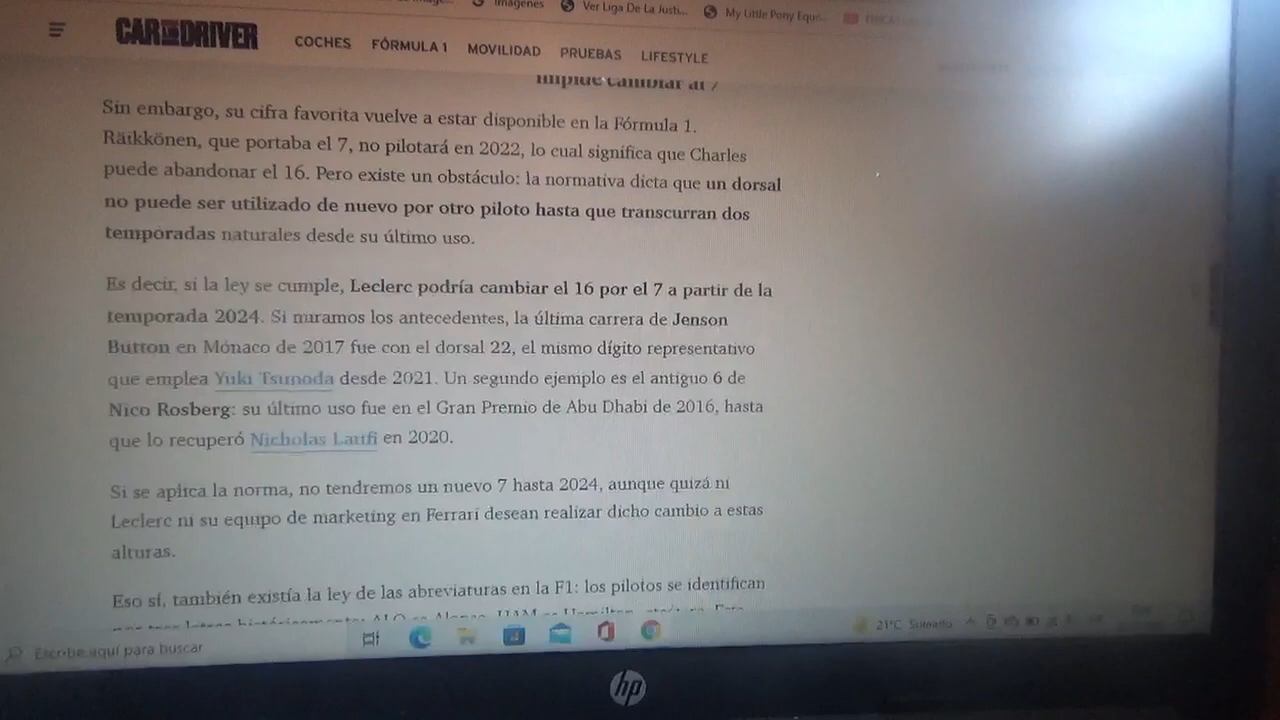 Imágenes
Ver Liga De La Justi...
My Little Pony Eque...
CAR AND DRIVER
COCHES FÓRMULA 1 MOVILIDAD PRUEBAS LIFESTYLE
impide cambiar al 7
Sin embargo, su cifra favorita vuelve a estar disponible en la Fórmula 1.
Räikkönen, que portaba el 7, no pilotará en 2022, lo cual significa que Charles
puede abandonar el 16. Pero existe un obstáculo: la normativa dicta que un dorsal
no puede ser utilizado de nuevo por otro piloto hasta que transcurran dos
temporadas naturales desde su último uso.
Es decir, si la ley se cumple, Leclerc podría cambiar el 16 por el 7 a partir de la
temporada 2024. Si miramos los antecedentes, la última carrera de Jenson
Button en Mónaco de 2017 fue con el dorsal 22, el mismo dígito representativo
que emplea Yuki Tsunoda desde 2021. Un segundo ejemplo es el antiguo 6 de
Nico Rosberg: su último uso fue en el Gran Premio de Abu Dhabi de 2016, hasta
que lo recuperó Nicholas Latifi en 2020.
Si se aplica la norma, no tendremos un nuevo 7 hasta 2024, aunque quizá ni
Leclerc ni su equipo de marketing en Ferrari desean realizar dicho cambio a estas
alturas.
Eso sí, también existía la ley de las abreviaturas en la F1: los pilotos se identifican
Escribe aquí para buscar
21°C Soleado
hp